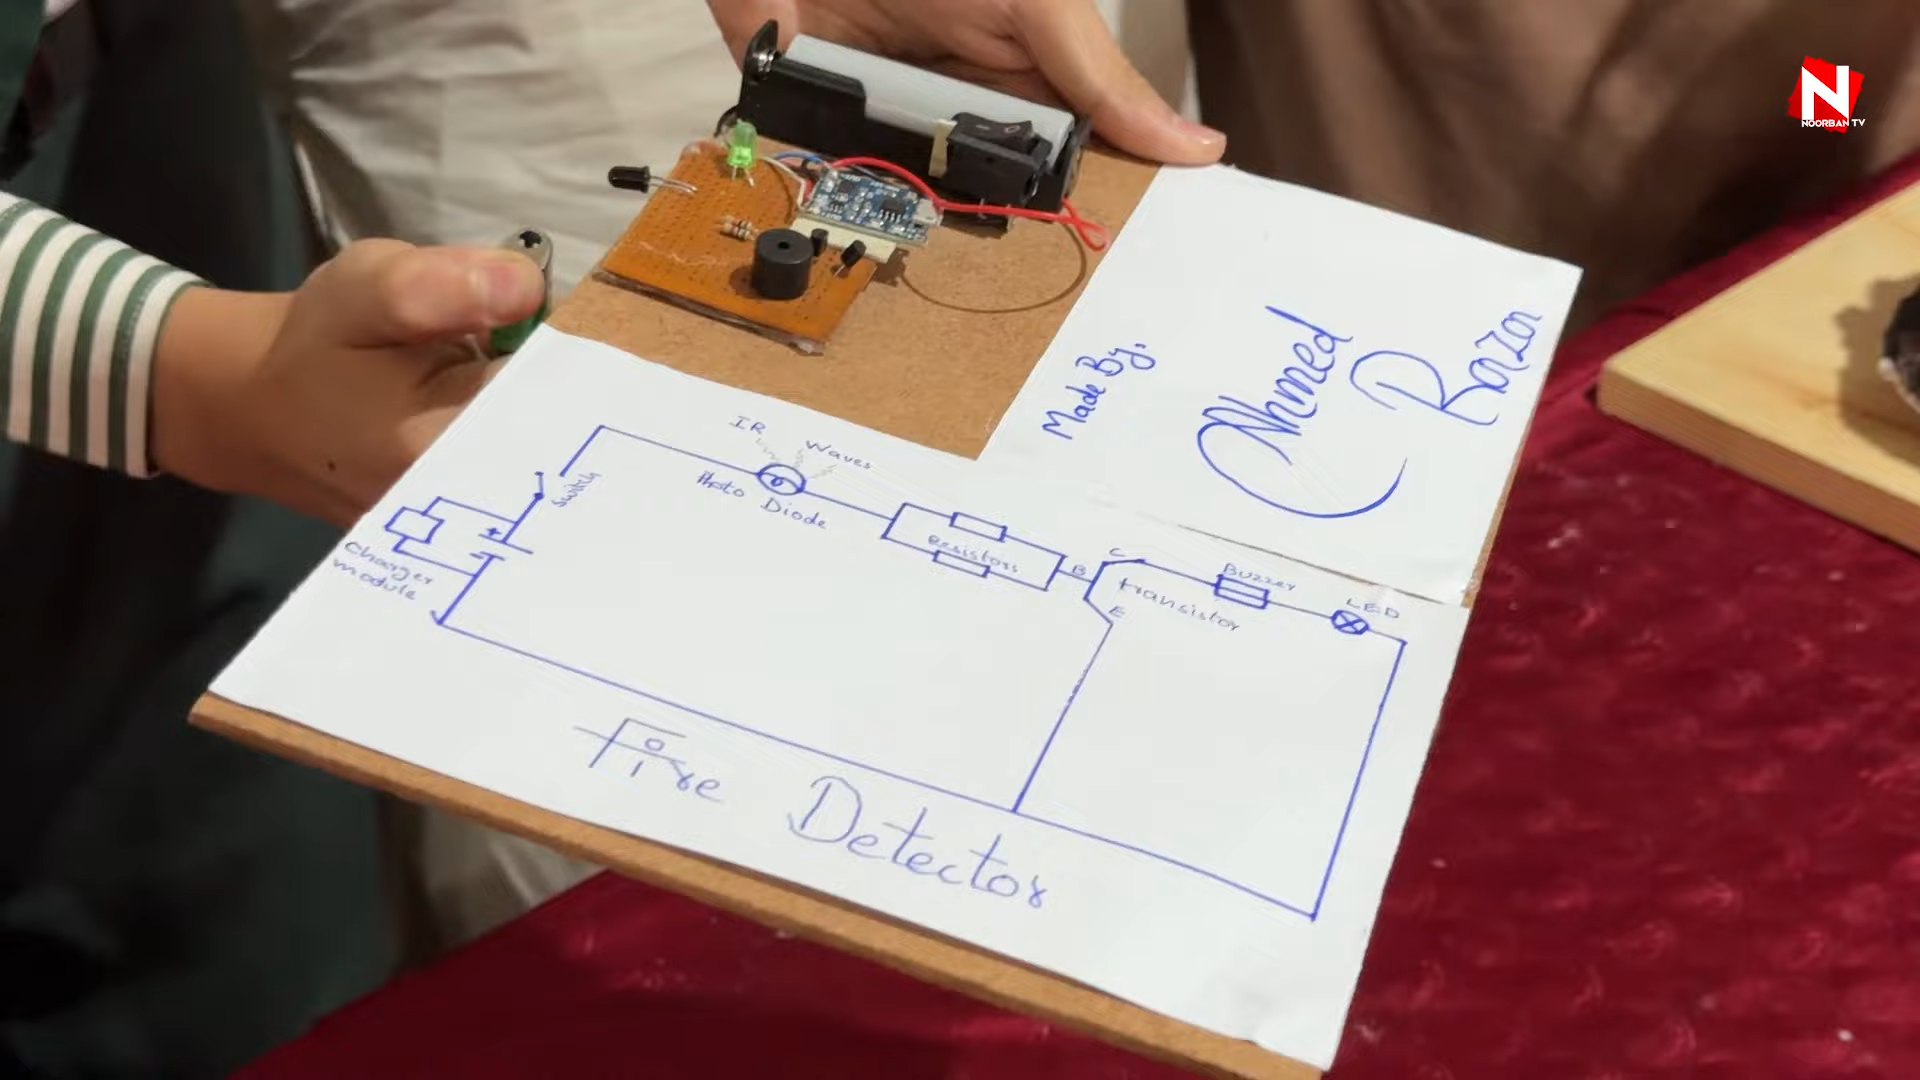 N
NOORBAN TV
Made By.
Ahmed
Raza
IR Waves
Photo Diode
Switch
Charger
module
+
Resistors
B
C
E
transistor
Buzzer
LED
Fire Detector